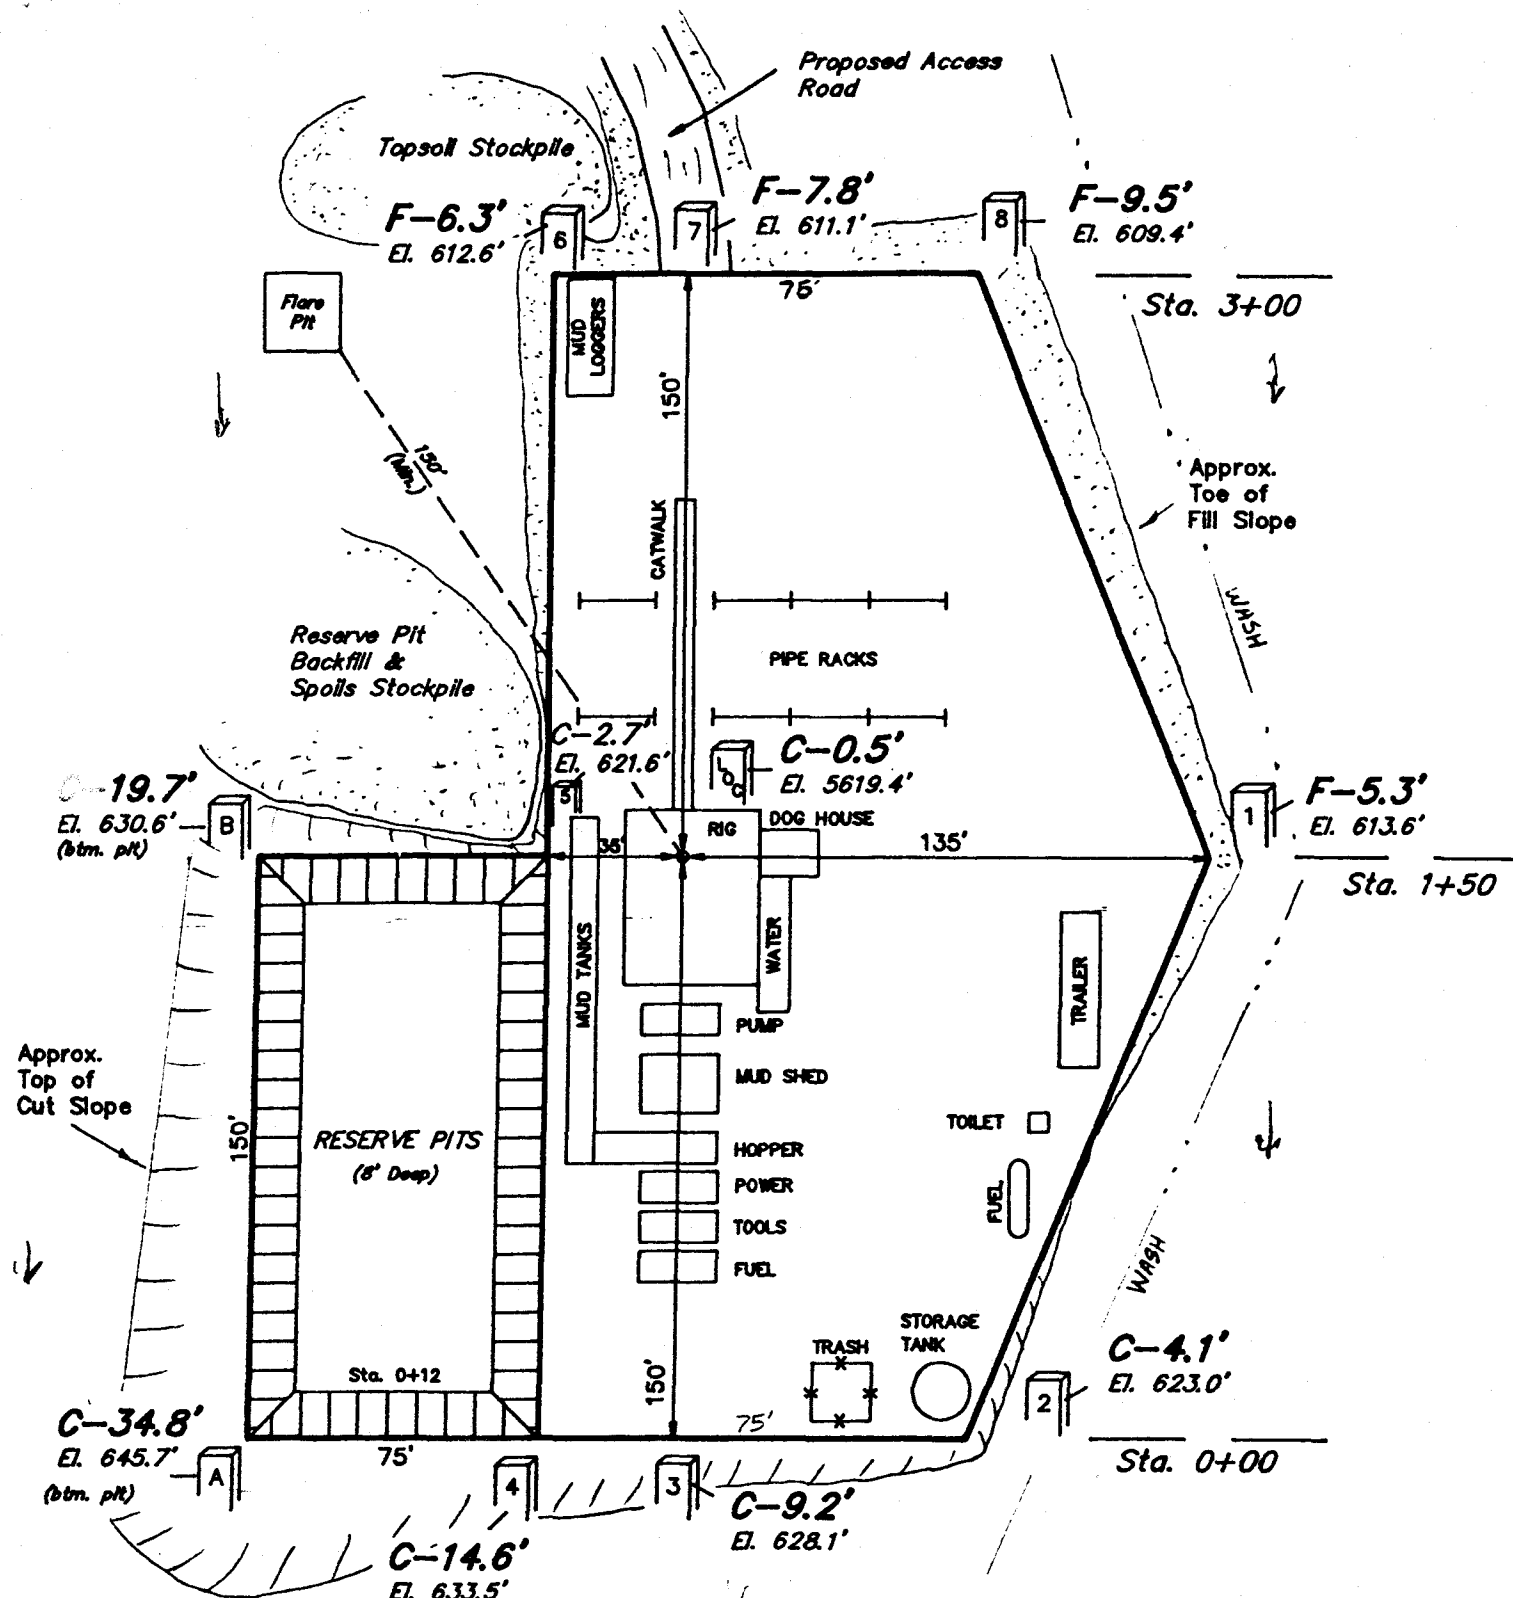 Proposed Access
Road
Topsoil Stockpile
F-6.3'
El. 612.6'
6
7
F-7.8'
El. 611.1'
8
F-9.5'
El. 609.4'
Flare
Pit
MUD
LOGGERS
75'
Sta. 3+00
150'
150'
(Min.)
Approx.
Toe of
Fill Slope
CATWALK
WASH
Reserve Pit
Backfill &
Spoils Stockpile
PIPE RACKS
C-2.7'
El. 621.6'
5
LOC
C-0.5'
El. 5619.4'
C-19.7'
El. 630.6'
(btm. pit)
B
1
F-5.3'
El. 613.6'
RIG
DOG HOUSE
35'
135'
Sta. 1+50
MUD TANKS
WATER
TRAILER
PUMP
Approx.
Top of
Cut Slope
MUD SHED
150'
RESERVE PITS
(8' Deep)
TOILET
HOPPER
POWER
FUEL
TOOLS
FUEL
WASH
STORAGE
TANK
TRASH
Sta. 0+12
150'
C-4.1'
El. 623.0'
2
C-34.8'
El. 645.7'
(btm. pit)
A
75'
75'
Sta. 0+00
4
3
C-9.2'
El. 628.1'
C-14.6'
El. 633.5'